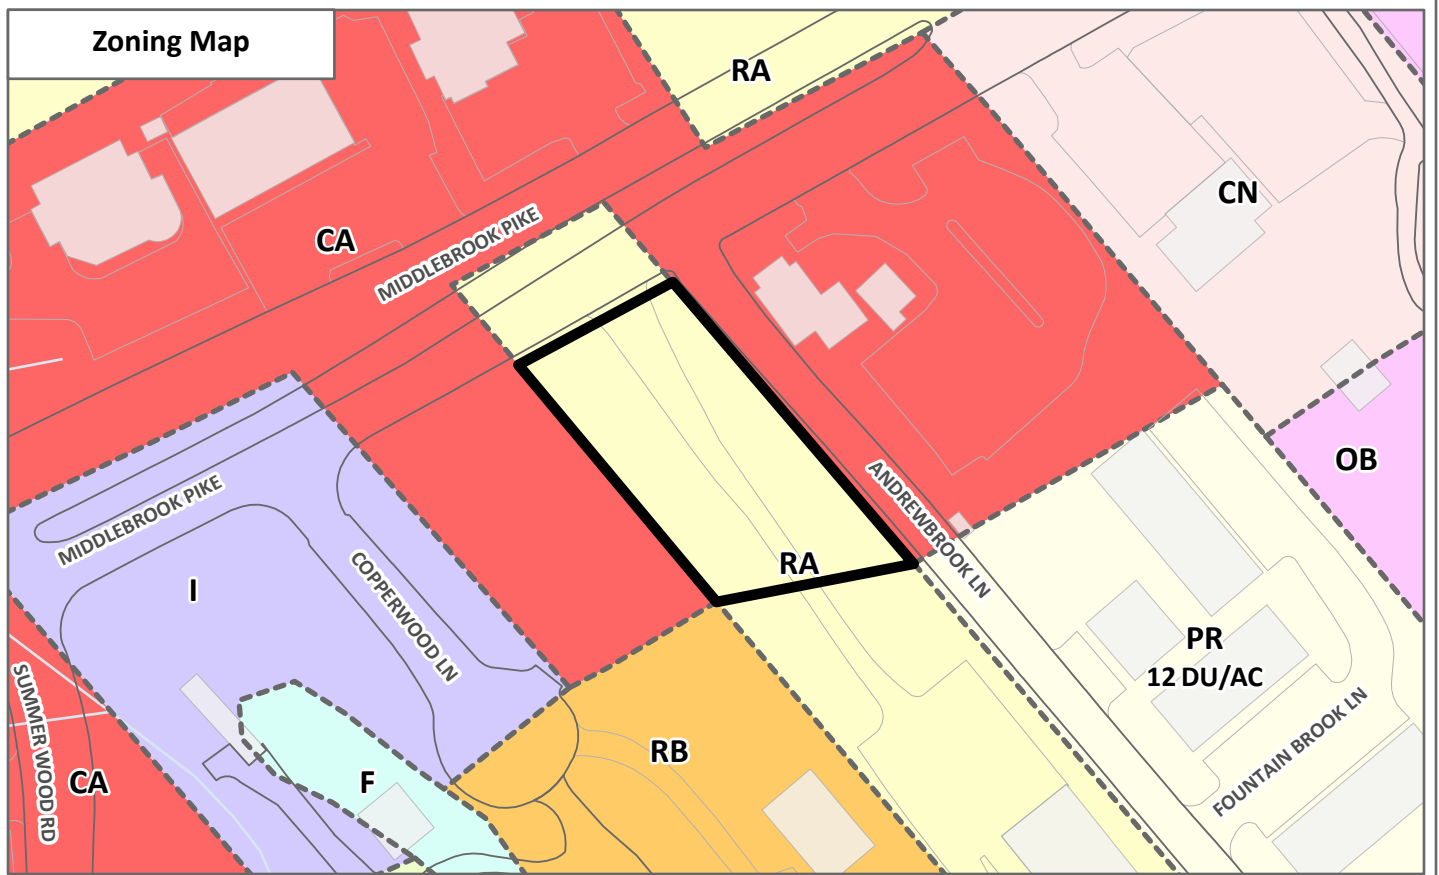 Zoning Map
RA
CN
CA
MIDDLEBROOK PIKE
OB
ANDREWBROOK LN
MIDDLEBROOK PIKE
RA
I
COPPERWOOD LN
PR
12 DU/AC
SUMMER WOOD RD
RB
FOUNTAIN BROOK LN
CA
F